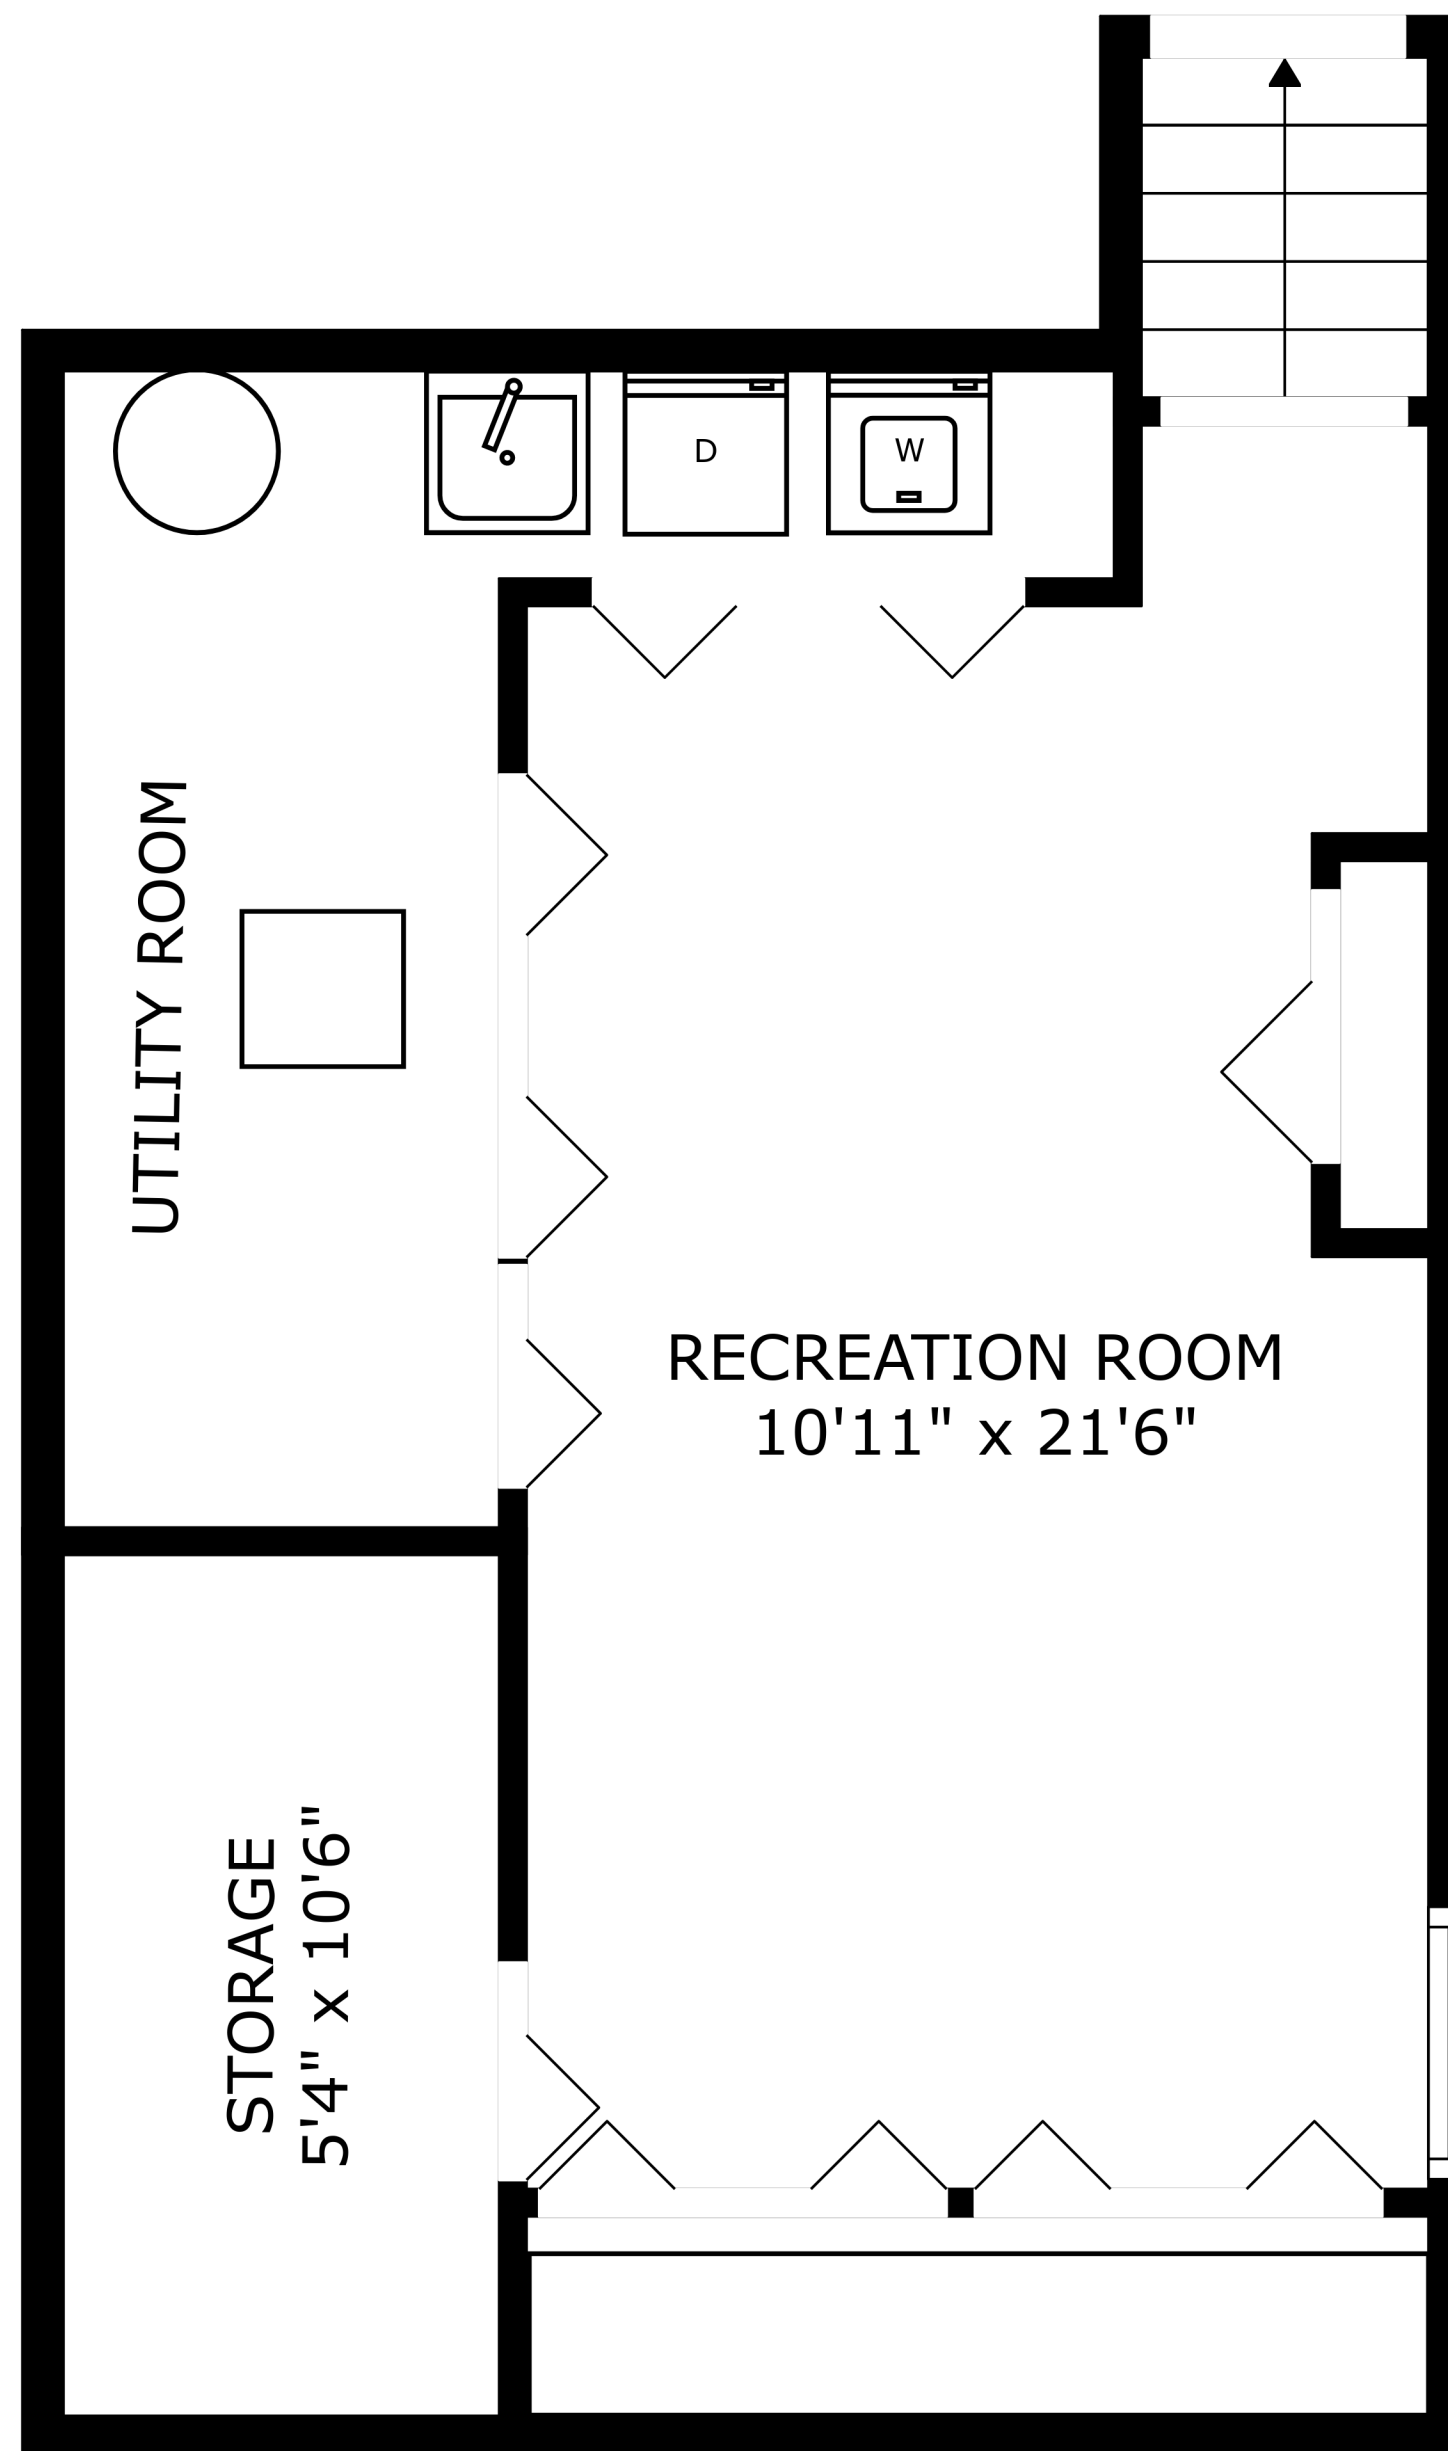 D
W
UTILITY ROOM
RECREATION ROOM
10'11" x 21'6"
STORAGE
5'4" x 10'6"